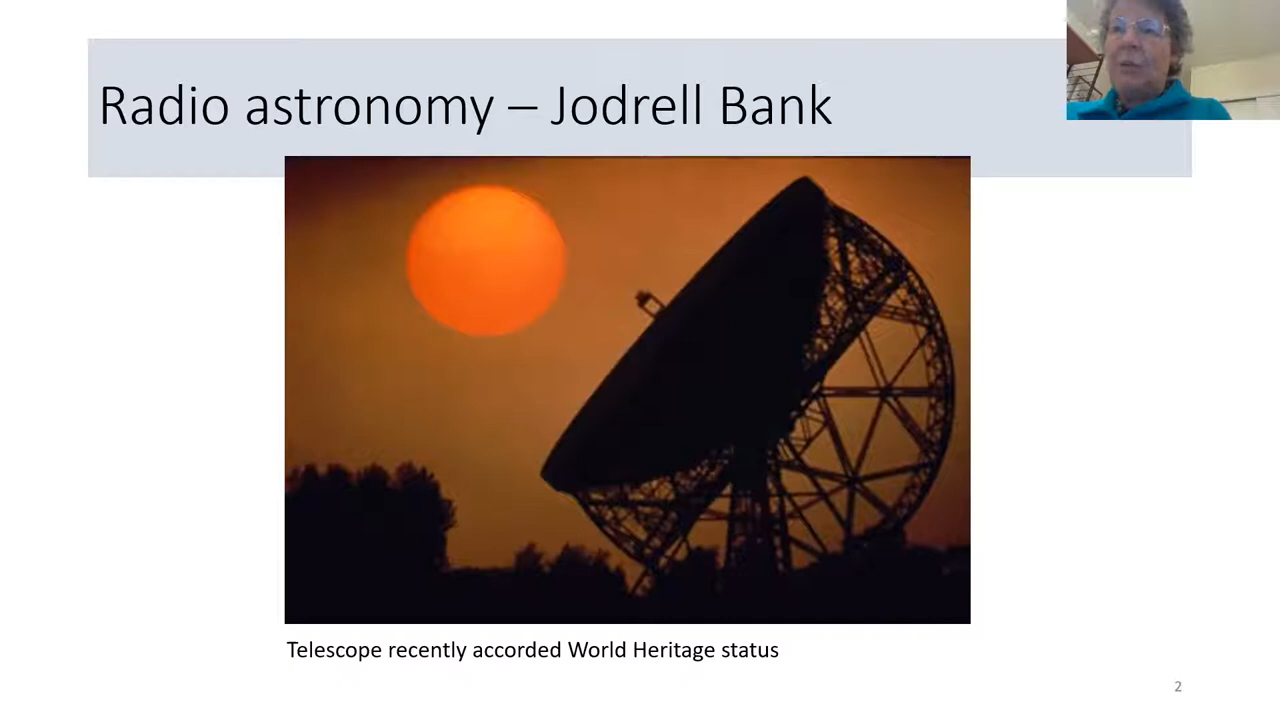 Radio astronomy – Jodrell Bank
Telescope recently accorded World Heritage status
2